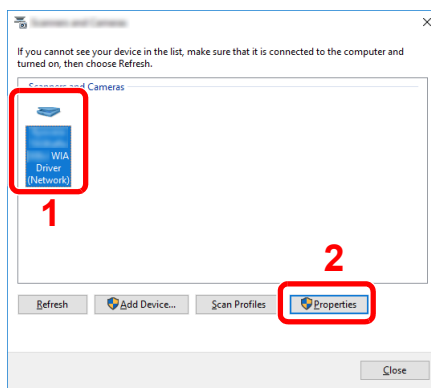 If you cannot see your device in the list, make sure that it is connected to the computer and
turned on, then choose Refresh.
Scanners and Cameras
WIA
Driver
(Network)
1
2
Refresh
Add Device...
Scan Profiles
Properties
Close